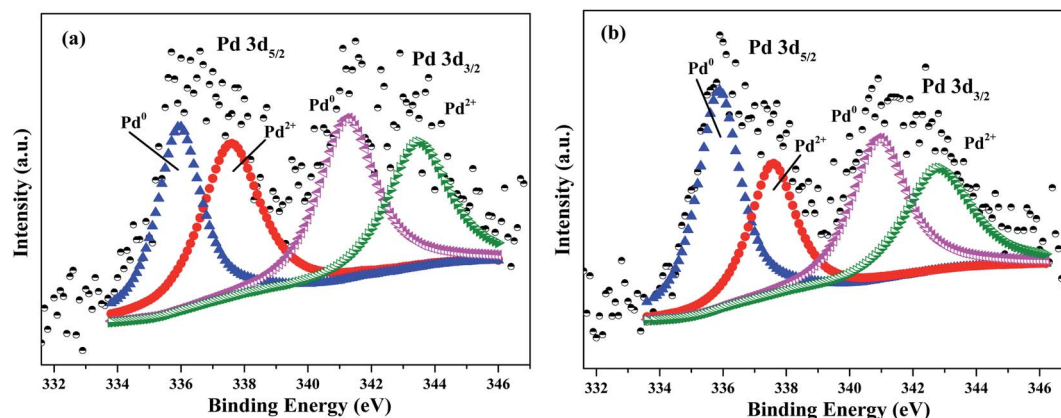 (a)
Pd 3d5/2
Pd 3d3/2
Pd0
Pd2+
Pd0
Pd2+
Intensity (a.u.)
332 334 336 338 340 342 344 346
Binding Energy (eV)
(b)
Pd 3d5/2
Pd0
Pd 3d3/2
Pd0
Pd2+
Pd2+
Intensity (a.u.)
332 334 336 338 340 342 344 346
Binding Energy (eV)